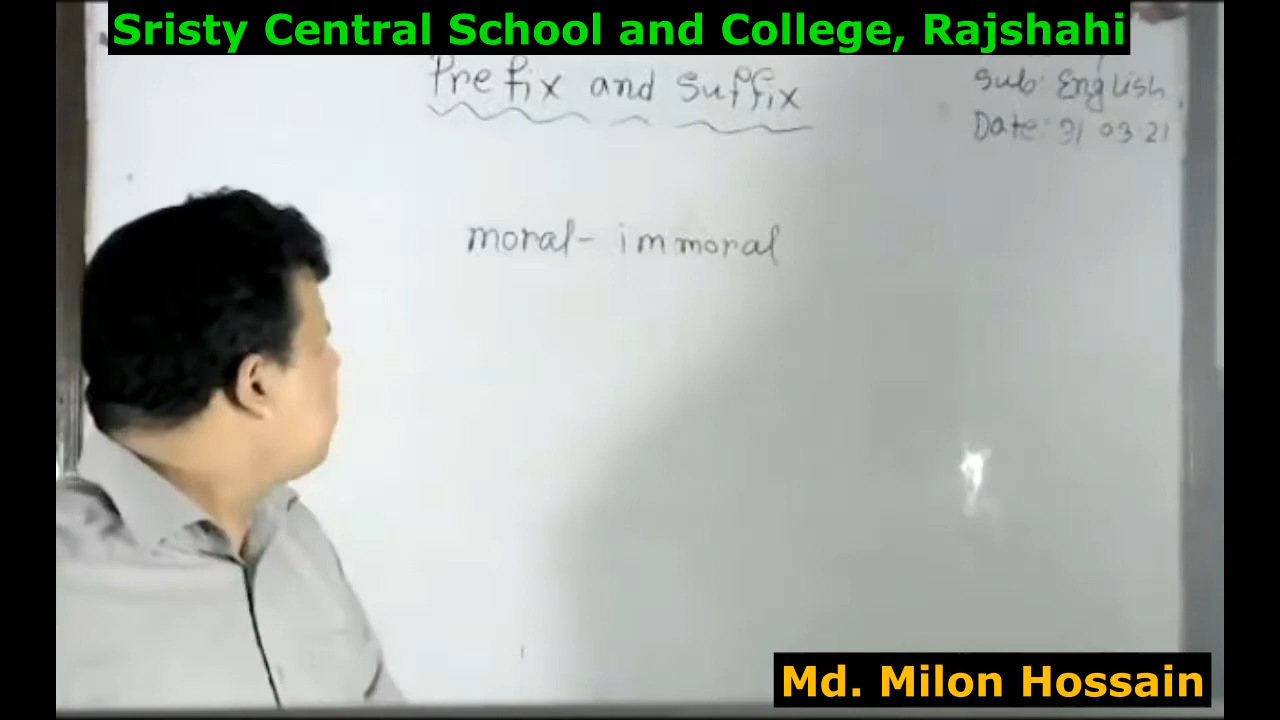 Sristy Central School and College, Rajshahi
Prefix and Suffix
Sub: English
Date: 31 03 21
moral - immoral
Md. Milon Hossain